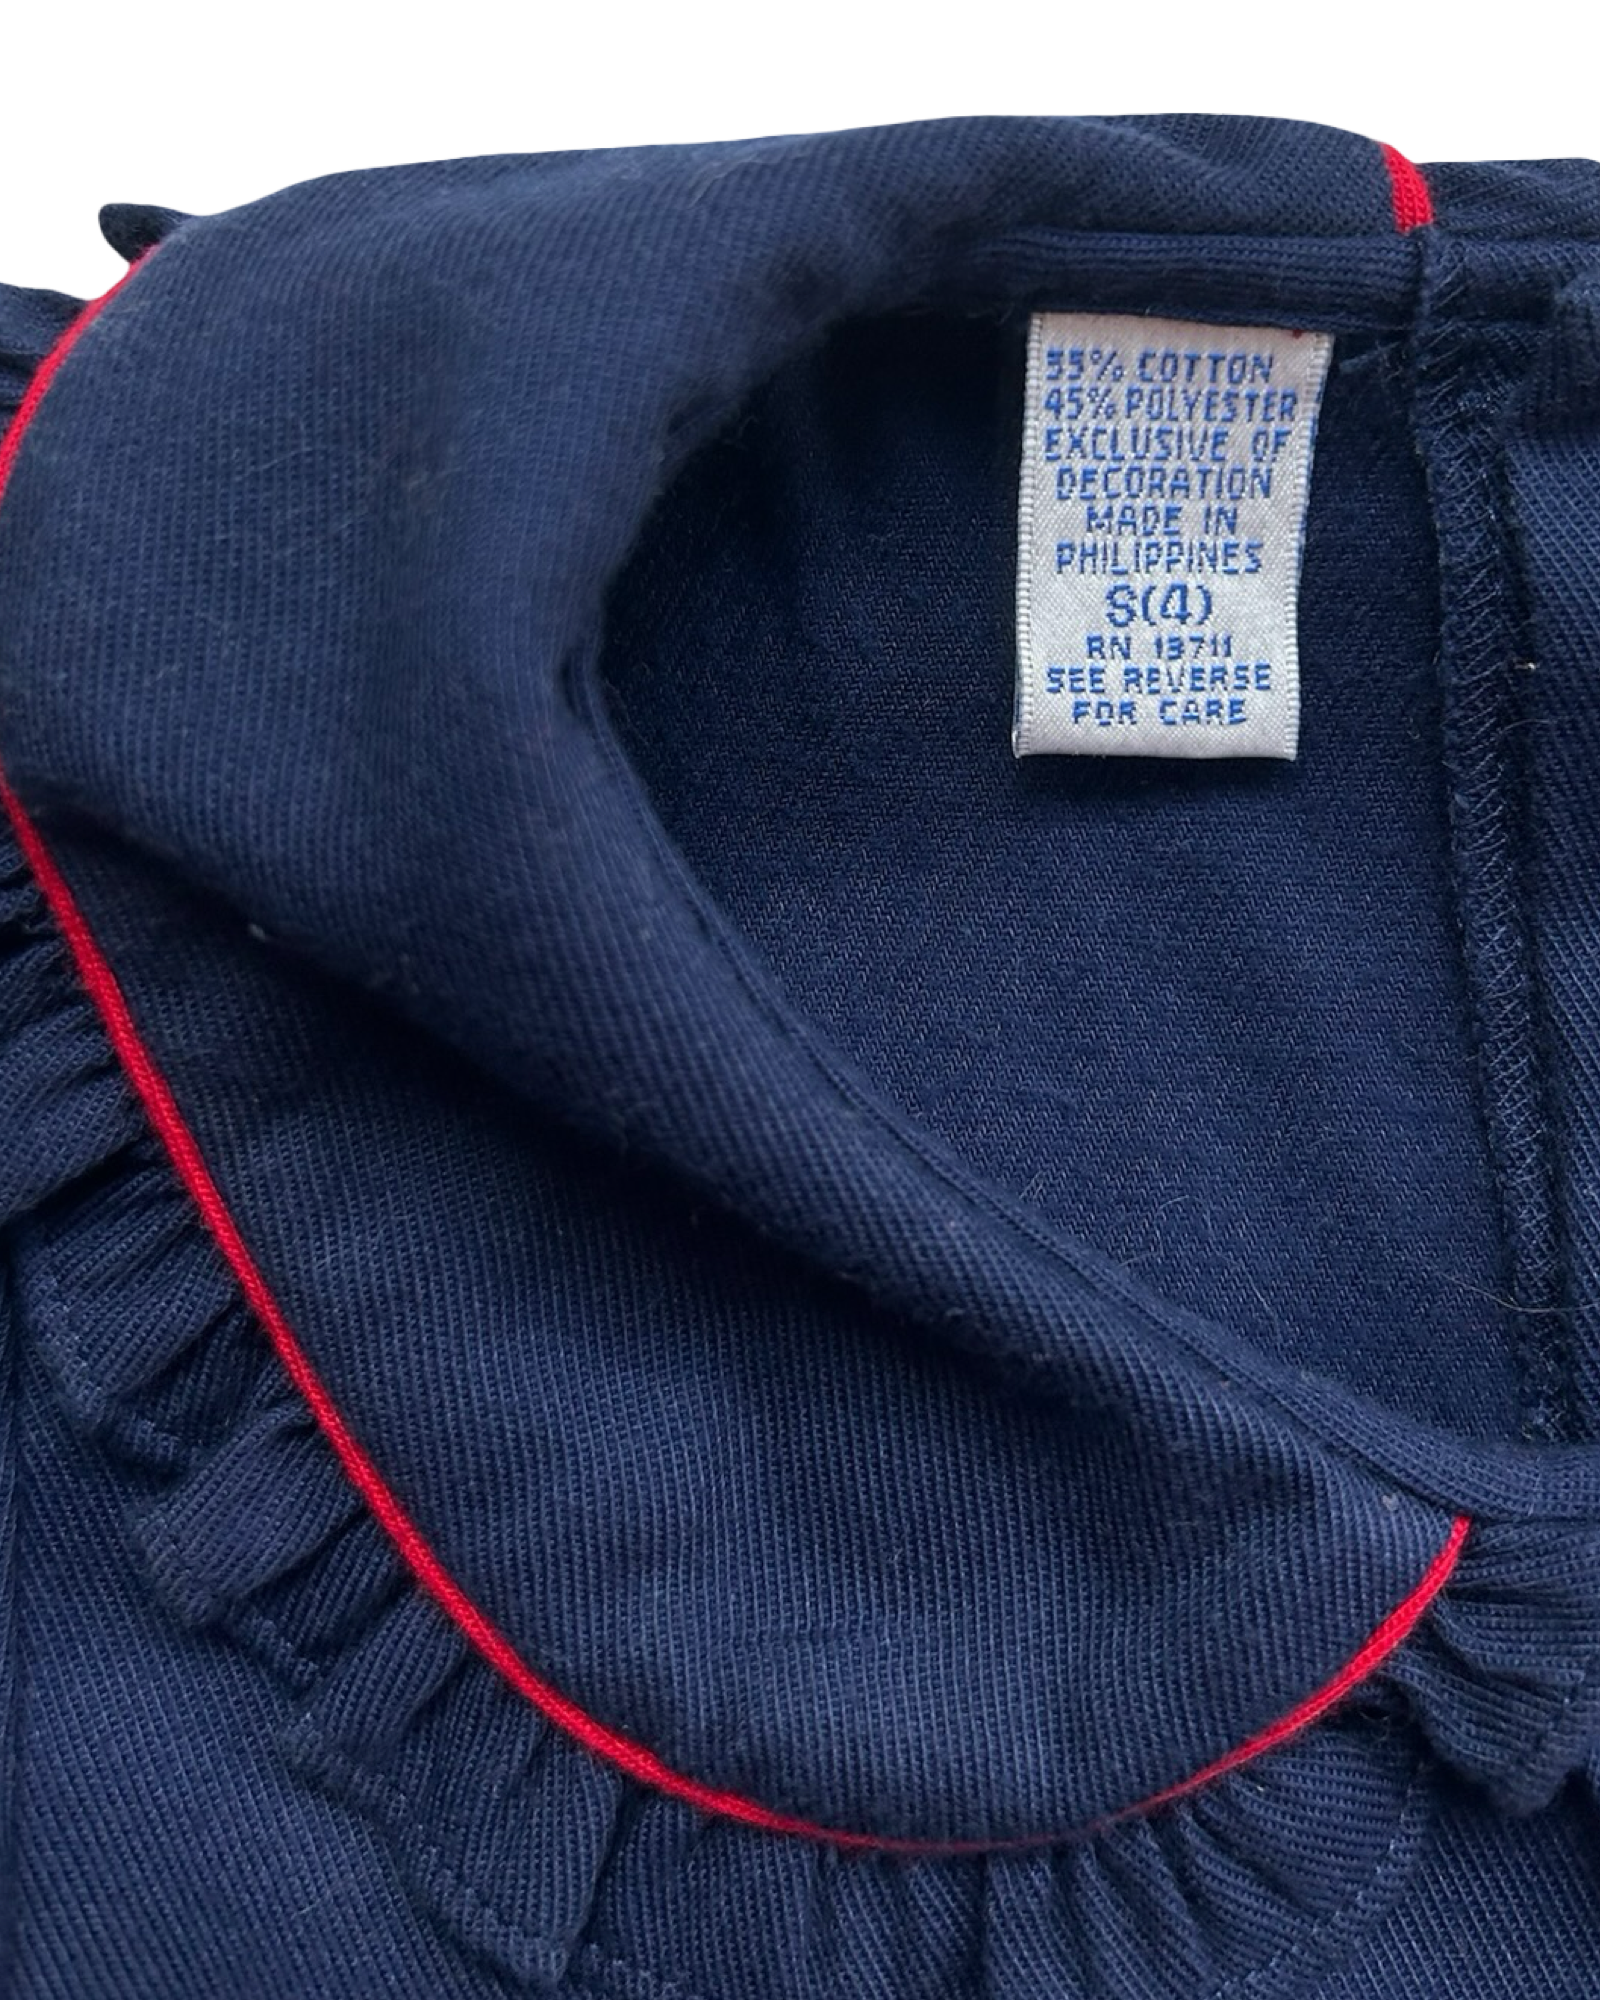 55% COTTON
45% POLYESTER
EXCLUSIVE OF
DECORATION
MADE IN
PHILIPPINES
S(4)
RN 13711
SEE REVERSE
FOR CARE